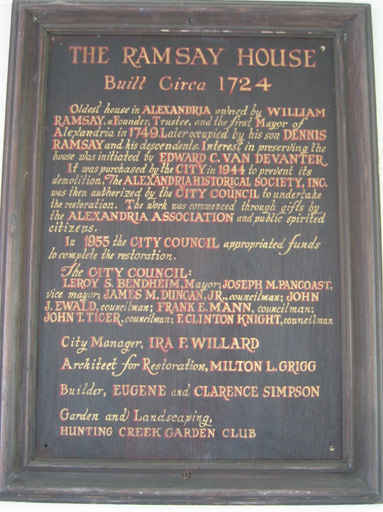 THE RAMSAY HOUSE
Built Circa 1724
Oldest house in ALEXANDRIA owned by WILLIAM
RAMSAY, a Founder, Trustee, and the first Mayor of
Alexandria in 1749. Later occupied by his son DENNIS
RAMSAY and his descendents. Interest in preserving the
house was initiated by EDWARD C. VAN DEVANTER.
It was purchased by the CITY in 1944 to prevent its
demolition. The ALEXANDRIA HISTORICAL SOCIETY, INC.
was then authorized by the CITY COUNCIL to undertake
the restoration. The work was commenced through gifts by
the ALEXANDRIA ASSOCIATION and public spirited
citizens.
In 1955 the CITY COUNCIL appropriated funds
to complete the restoration.
The CITY COUNCIL:
LEROY S. BENDHEIM, Mayor; JOSEPH M. PANCOAST,
vice mayor; JAMES M. DUNCAN, JR., councilman; JOHN
J. EWALD, councilman; FRANK E. MANN, councilman;
JOHN T. TICER, councilman; F. CLINTON KNIGHT, councilman
City Manager, IRA F. WILLARD
Architect for Restoration, MILTON L. GRIGG
Builder, EUGENE and CLARENCE SIMPSON
Garden and Landscaping,
HUNTING CREEK GARDEN CLUB